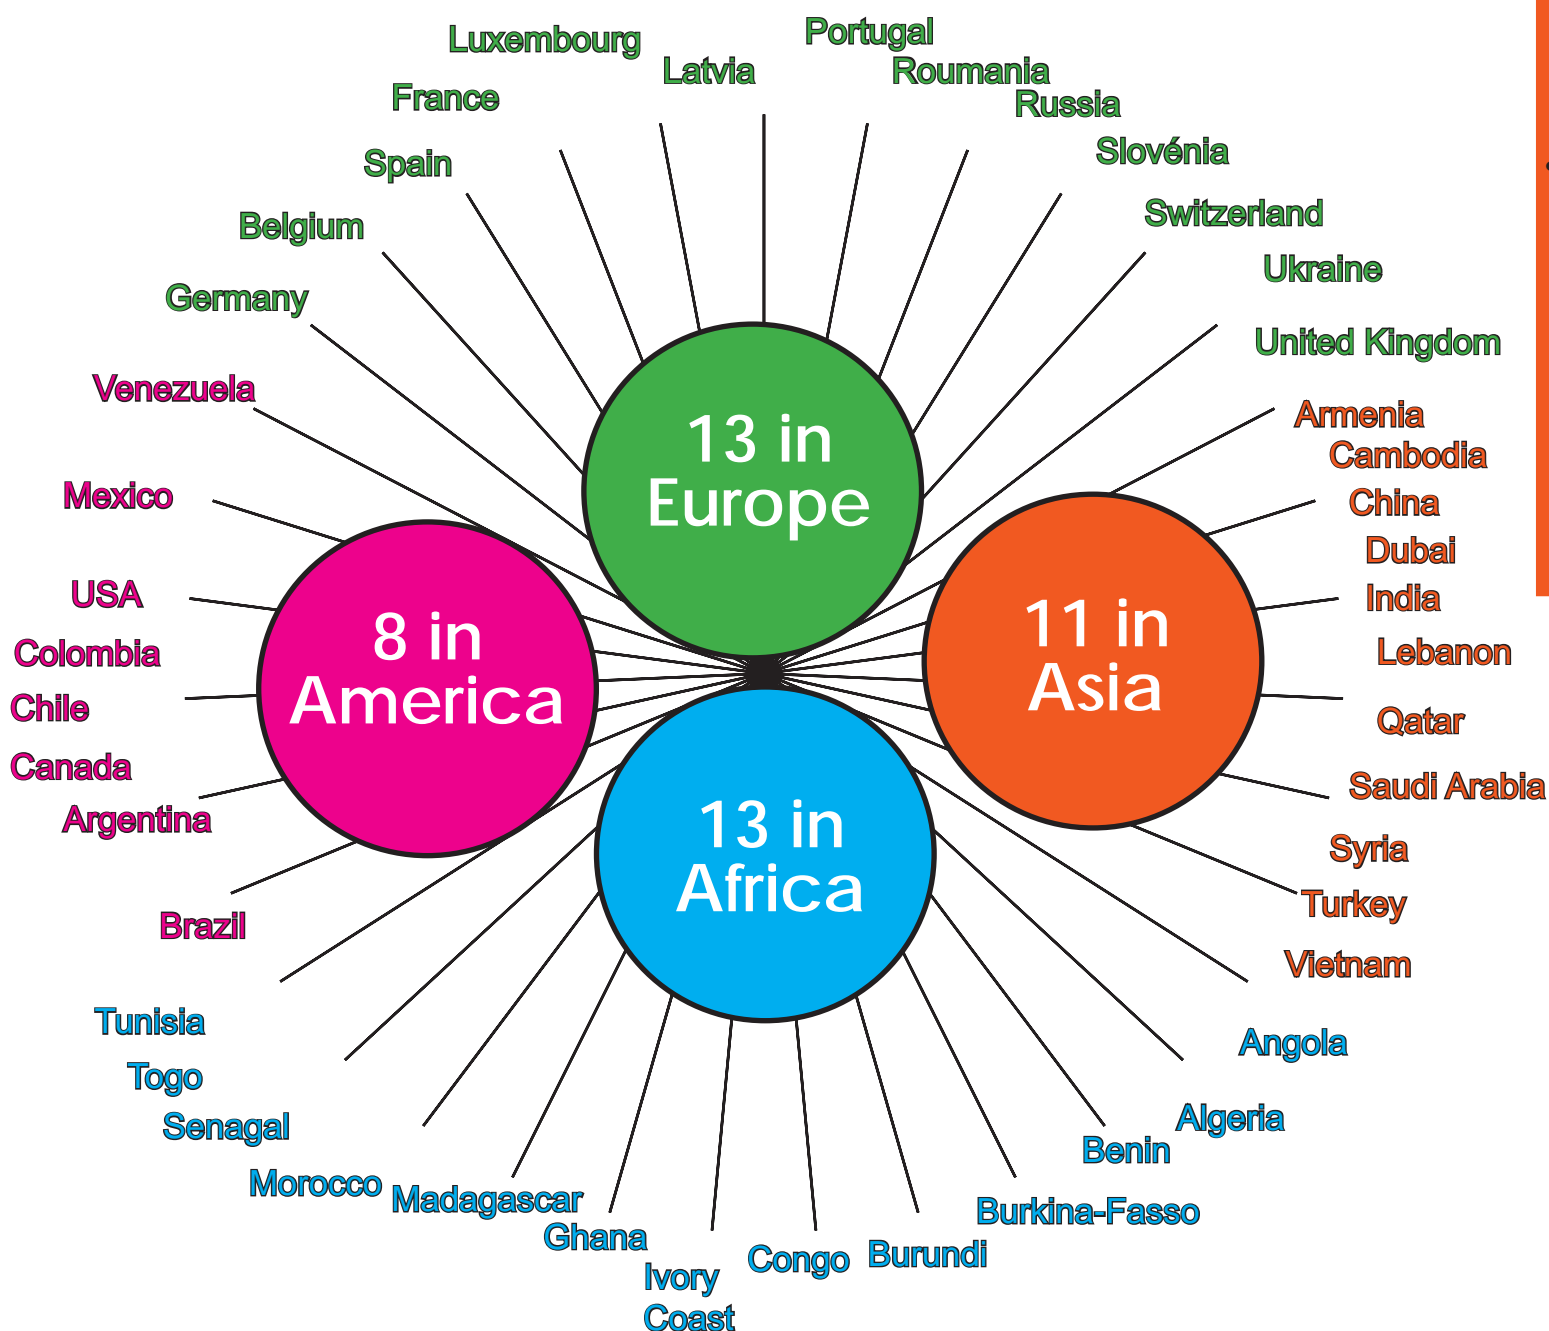 Luxembourg
Portugal
Latvia
Roumania
France
Russia
Spain
Slovénia
Belgium
Switzerland
Germany
Ukraine
United Kingdom
Venezuela
Mexico
USA
Colombia
Chile
Canada
Argentina
Brazil
13 in
Europe
8 in
America
11 in
Asia
13 in
Africa
Armenia
Cambodia
China
Dubai
India
Lebanon
Qatar
Saudi Arabia
Syria
Turkey
Vietnam
Tunisia
Togo
Senagal
Morocco
Madagascar
Ghana
Ivory
Coast
Congo
Burundi
Burkina-Fasso
Benin
Algeria
Angola